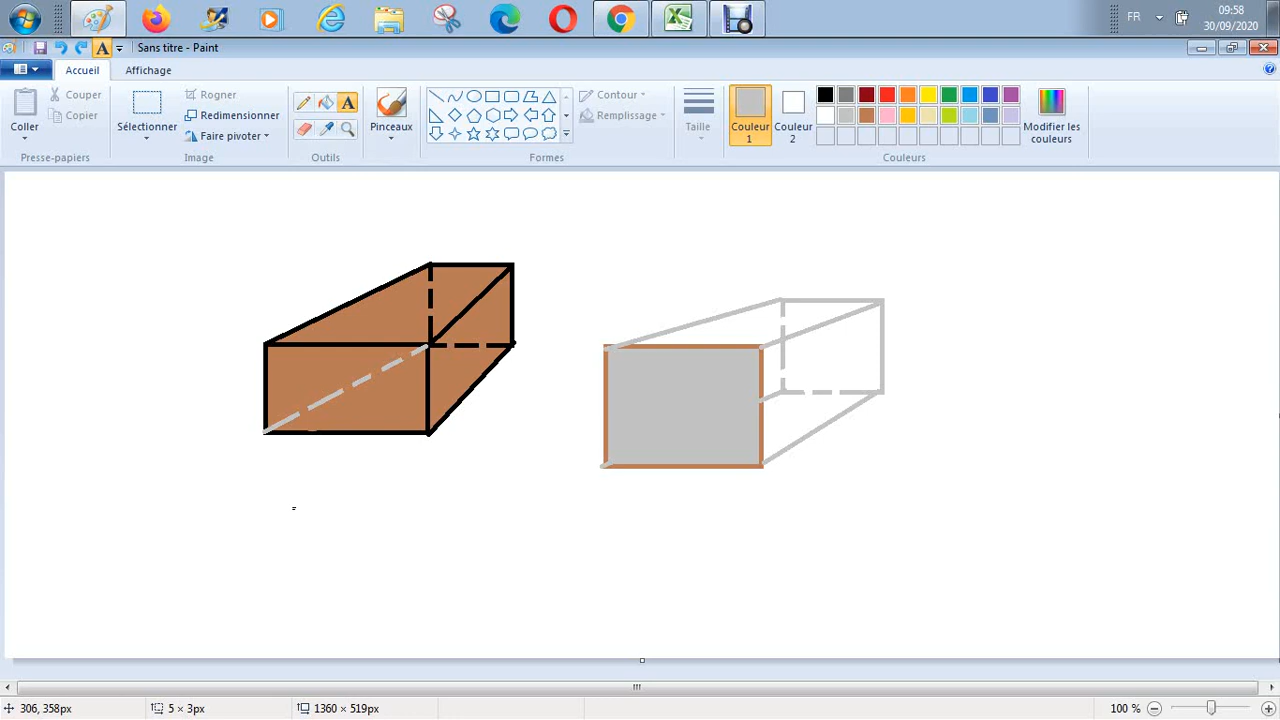 FR
09:58
30/09/2020
A
Sans titre - Paint
Accueil
Affichage
Coller
Couper
Copier
Presse-papiers
Sélectionner
Rogner
Redimensionner
Faire pivoter
Image
A
Outils
Pinceaux
Contour
Remplissage
Formes
Taille
Couleur 1
Couleur 2
Modifier les couleurs
Couleurs
306, 358px
5 × 3px
1360 × 519px
100 %